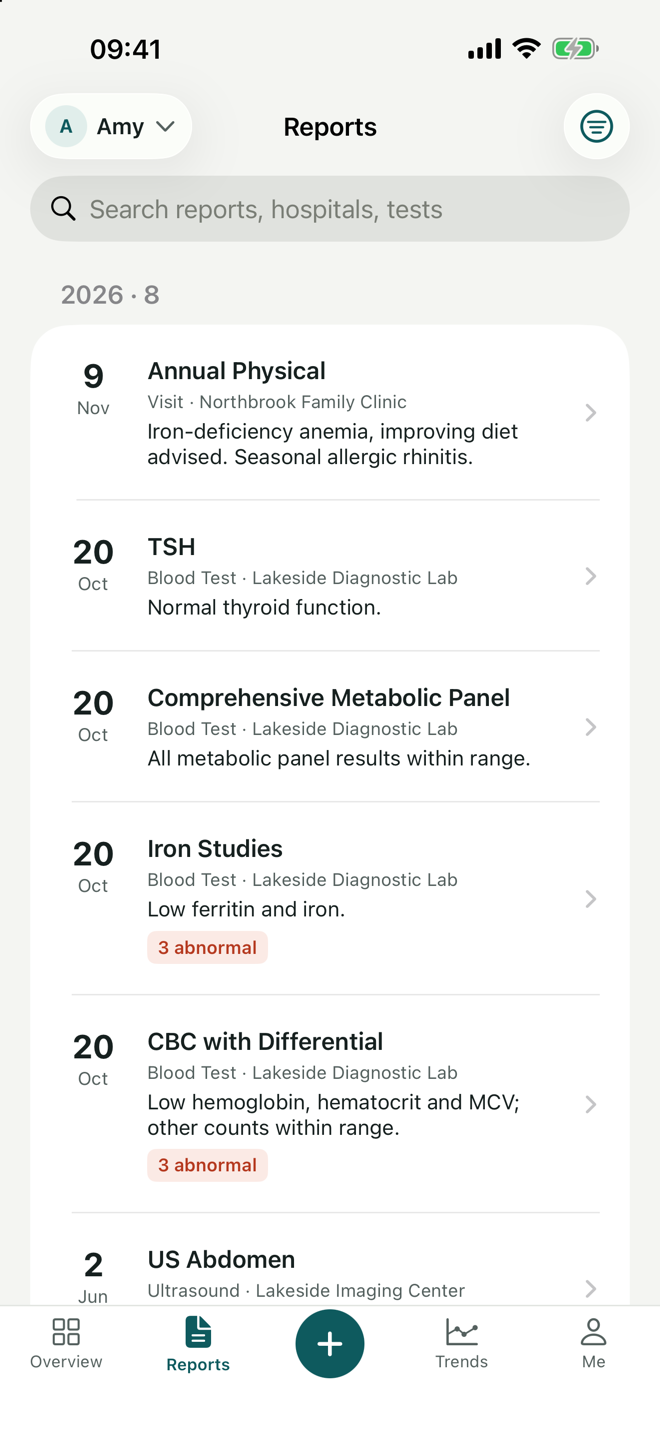 09:41
A
Amy
Reports
Search reports, hospitals, tests
2026 · 8
9
Nov
Annual Physical
Visit · Northbrook Family Clinic
Iron-deficiency anemia, improving diet
advised. Seasonal allergic rhinitis.
20
Oct
TSH
Blood Test · Lakeside Diagnostic Lab
Normal thyroid function.
20
Oct
Comprehensive Metabolic Panel
Blood Test · Lakeside Diagnostic Lab
All metabolic panel results within range.
20
Oct
Iron Studies
Blood Test · Lakeside Diagnostic Lab
Low ferritin and iron.
3 abnormal
20
Oct
CBC with Differential
Blood Test · Lakeside Diagnostic Lab
Low hemoglobin, hematocrit and MCV;
other counts within range.
3 abnormal
2
Jun
US Abdomen
Ultrasound · Lakeside Imaging Center
Overview
Reports
Trends
Me